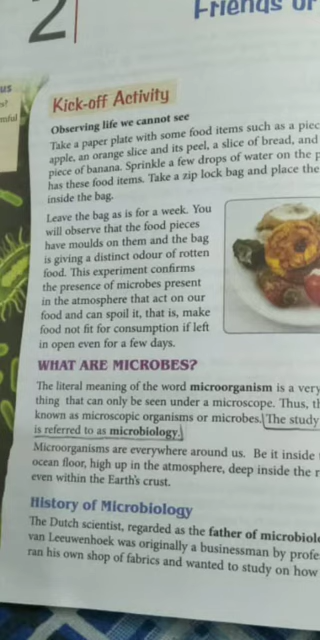 2
Friends or
us
Kick-off Activity
Observing life we cannot see
Take a paper plate with some food items such as a piec
apple, an orange slice and its peel, a slice of bread, and
piece of banana. Sprinkle a few drops of water on the p
has these food items. Take a zip lock bag and place the
inside the bag.
Leave the bag as is for a week. You
will observe that the food pieces
have moulds on them and the bag
is giving a distinct odour of rotten
food. This experiment confirms
the presence of microbes present
in the atmosphere that act on our
food and can spoil it, that is, make
food not fit for consumption if left
in open even for a few days.
WHAT ARE MICROBES?
The literal meaning of the word microorganism is a very
thing that can only be seen under a microscope. Thus, th
known as microscopic organisms or microbes. The study
is referred to as microbiology.
Microorganisms are everywhere around us. Be it inside
ocean floor, high up in the atmosphere, deep inside the r
even within the Earth's crust.
History of Microbiology
The Dutch scientist, regarded as the father of microbiolo
van Leeuwenhoek was originally a businessman by profe
ran his own shop of fabrics and wanted to study on how